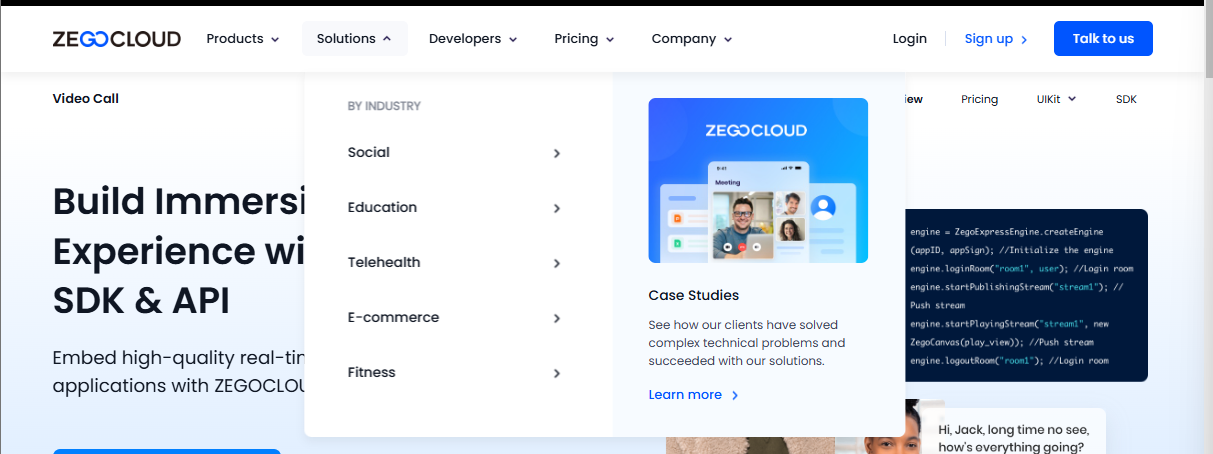 ZEGOCLOUD
Products
Solutions
Developers
Pricing
Company
Login
Sign up
Talk to us
Video Call
Pricing
UIKit
SDK
BY INDUSTRY
Social
Education
Telehealth
E-commerce
Fitness
ZEGOCLOUD
9:41
Meeting
Case Studies
See how our clients have solved
complex technical problems and
succeeded with our solutions.
Learn more
Build Immersi
Experience wi
SDK & API
Embed high-quality real-tim
applications with ZEGOCLOU
engine = ZegoExpressEngine.createEngine
(appID, appSign); //Initialize the engine
engine.loginRoom("room1", user); //Login room
engine.startPublishingStream("stream1"); //
Push stream
engine.startPlayingStream("stream1", new
ZegoCanvas(play_view)); //Push stream
engine.logoutRoom("room1"); //Login room
Hi, Jack, long time no see,
how's everything going?